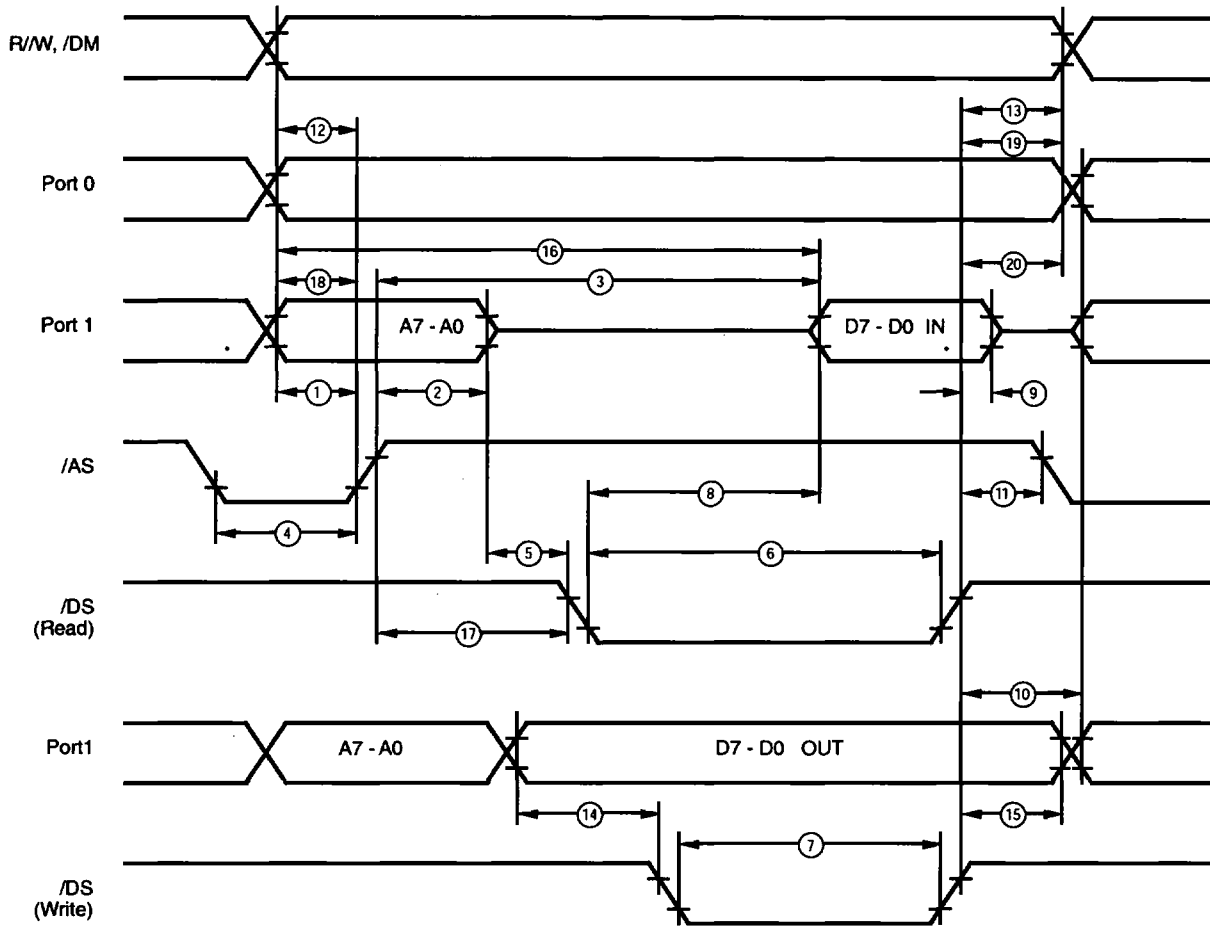 R//W, /DM
13
12
19
Port 0
16
20
18
3
Port 1
A7 - A0
D7 - D0 IN
1
2
9
/AS
8
11
4
5
6
/DS
(Read)
17
10
Port1
A7 - A0
D7 - D0 OUT
14
15
7
/DS
(Write)